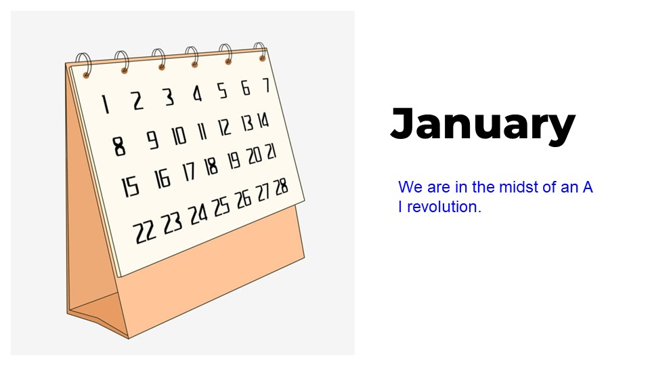 1 2 3 4 5 6 7
8 9 10 11 12 13 14
15 16 17 18 19 20 21
22 23 24 25 26 27 28
January
We are in the midst of an A
I revolution.